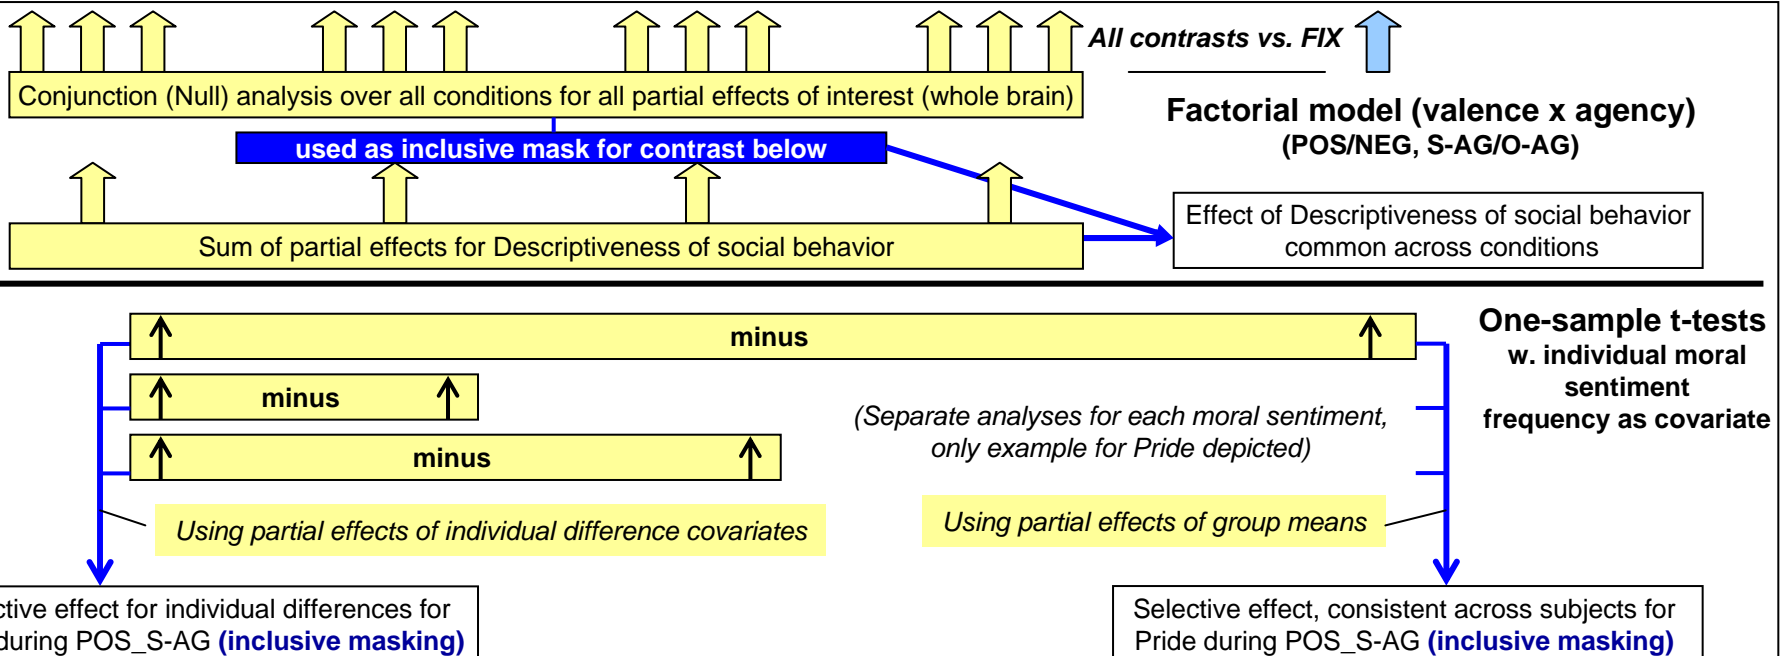 All contrasts vs. FIX
Conjunction (Null) analysis over all conditions for all partial effects of interest (whole brain)
Factorial model (valence x agency)
(POS/NEG, S-AG/O-AG)
used as inclusive mask for contrast below
Effect of Descriptiveness of social behavior
common across conditions
Sum of partial effects for Descriptiveness of social behavior
One-sample t-tests
w. individual moral
sentiment
frequency as covariate
minus
minus
(Separate analyses for each moral sentiment,
only example for Pride depicted)
minus
Using partial effects of individual difference covariates
Using partial effects of group means
effect for individual differences for
during POS_S-AG (inclusive masking)
Selective effect, consistent across subjects for
Pride during POS_S-AG (inclusive masking)